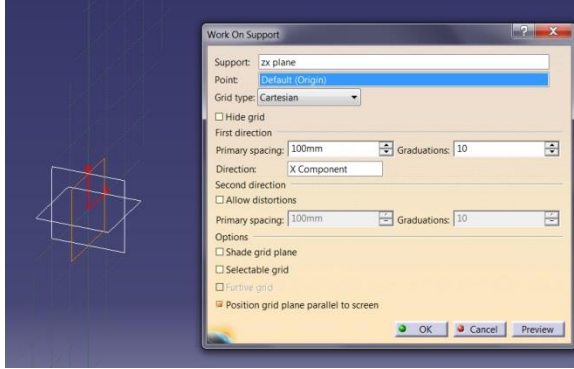 Work On Support
Support: zx plane
Point: Default (Origin)
Grid type: Cartesian
Hide grid
First direction
Primary spacing: 100mm Graduations: 10
Direction: X Component
Second direction
Allow distortions
Primary spacing: 100mm Graduations: 10
Options
Shade grid plane
Selectable grid
Furtive grid
Position grid plane parallel to screen
OK Cancel Preview